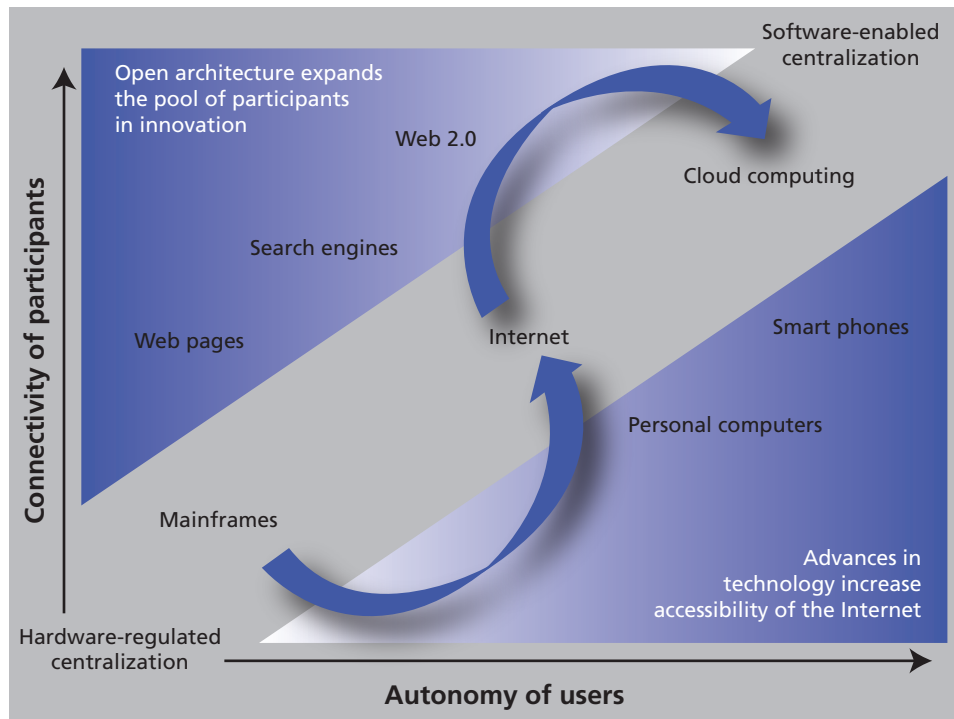 Software-enabled
centralization
Open architecture expands
the pool of participants
in innovation
Web 2.0
Cloud computing
Search engines
Web pages
Internet
Smart phones
Personal computers
Mainframes
Advances in
technology increase
accessibility of the Internet
Hardware-regulated
centralization
Connectivity of participants
Autonomy of users